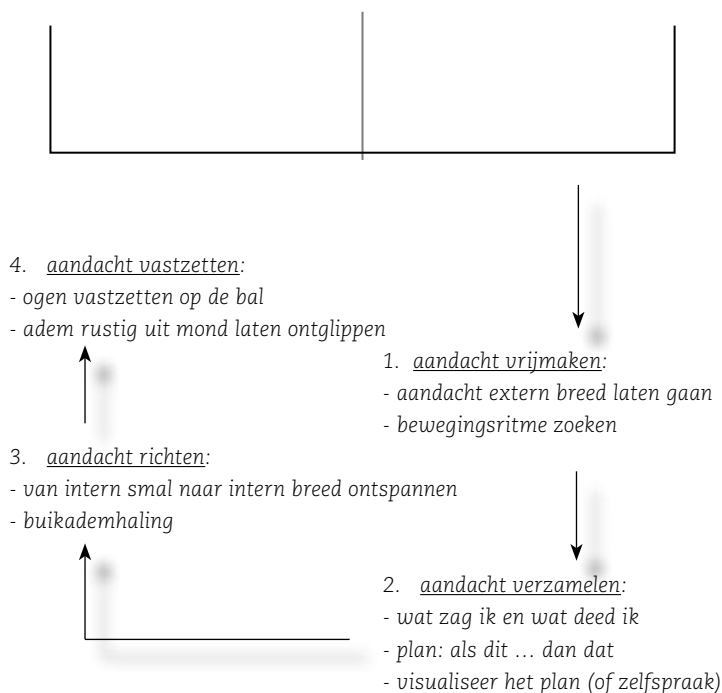 4. aandacht vastzetten:
- ogen vastzetten op de bal
- adem rustig uit mond laten ontglippen
1. aandacht vrijmaken:
- aandacht extern breed laten gaan
- bewegingsritme zoeken
3. aandacht richten:
- van intern smal naar intern breed ontspannen
- buikademhaling
2. aandacht verzamelen:
- wat zag ik en wat deed ik
- plan: als dit ... dan dat
- visualiseer het plan (of zelfspraak)